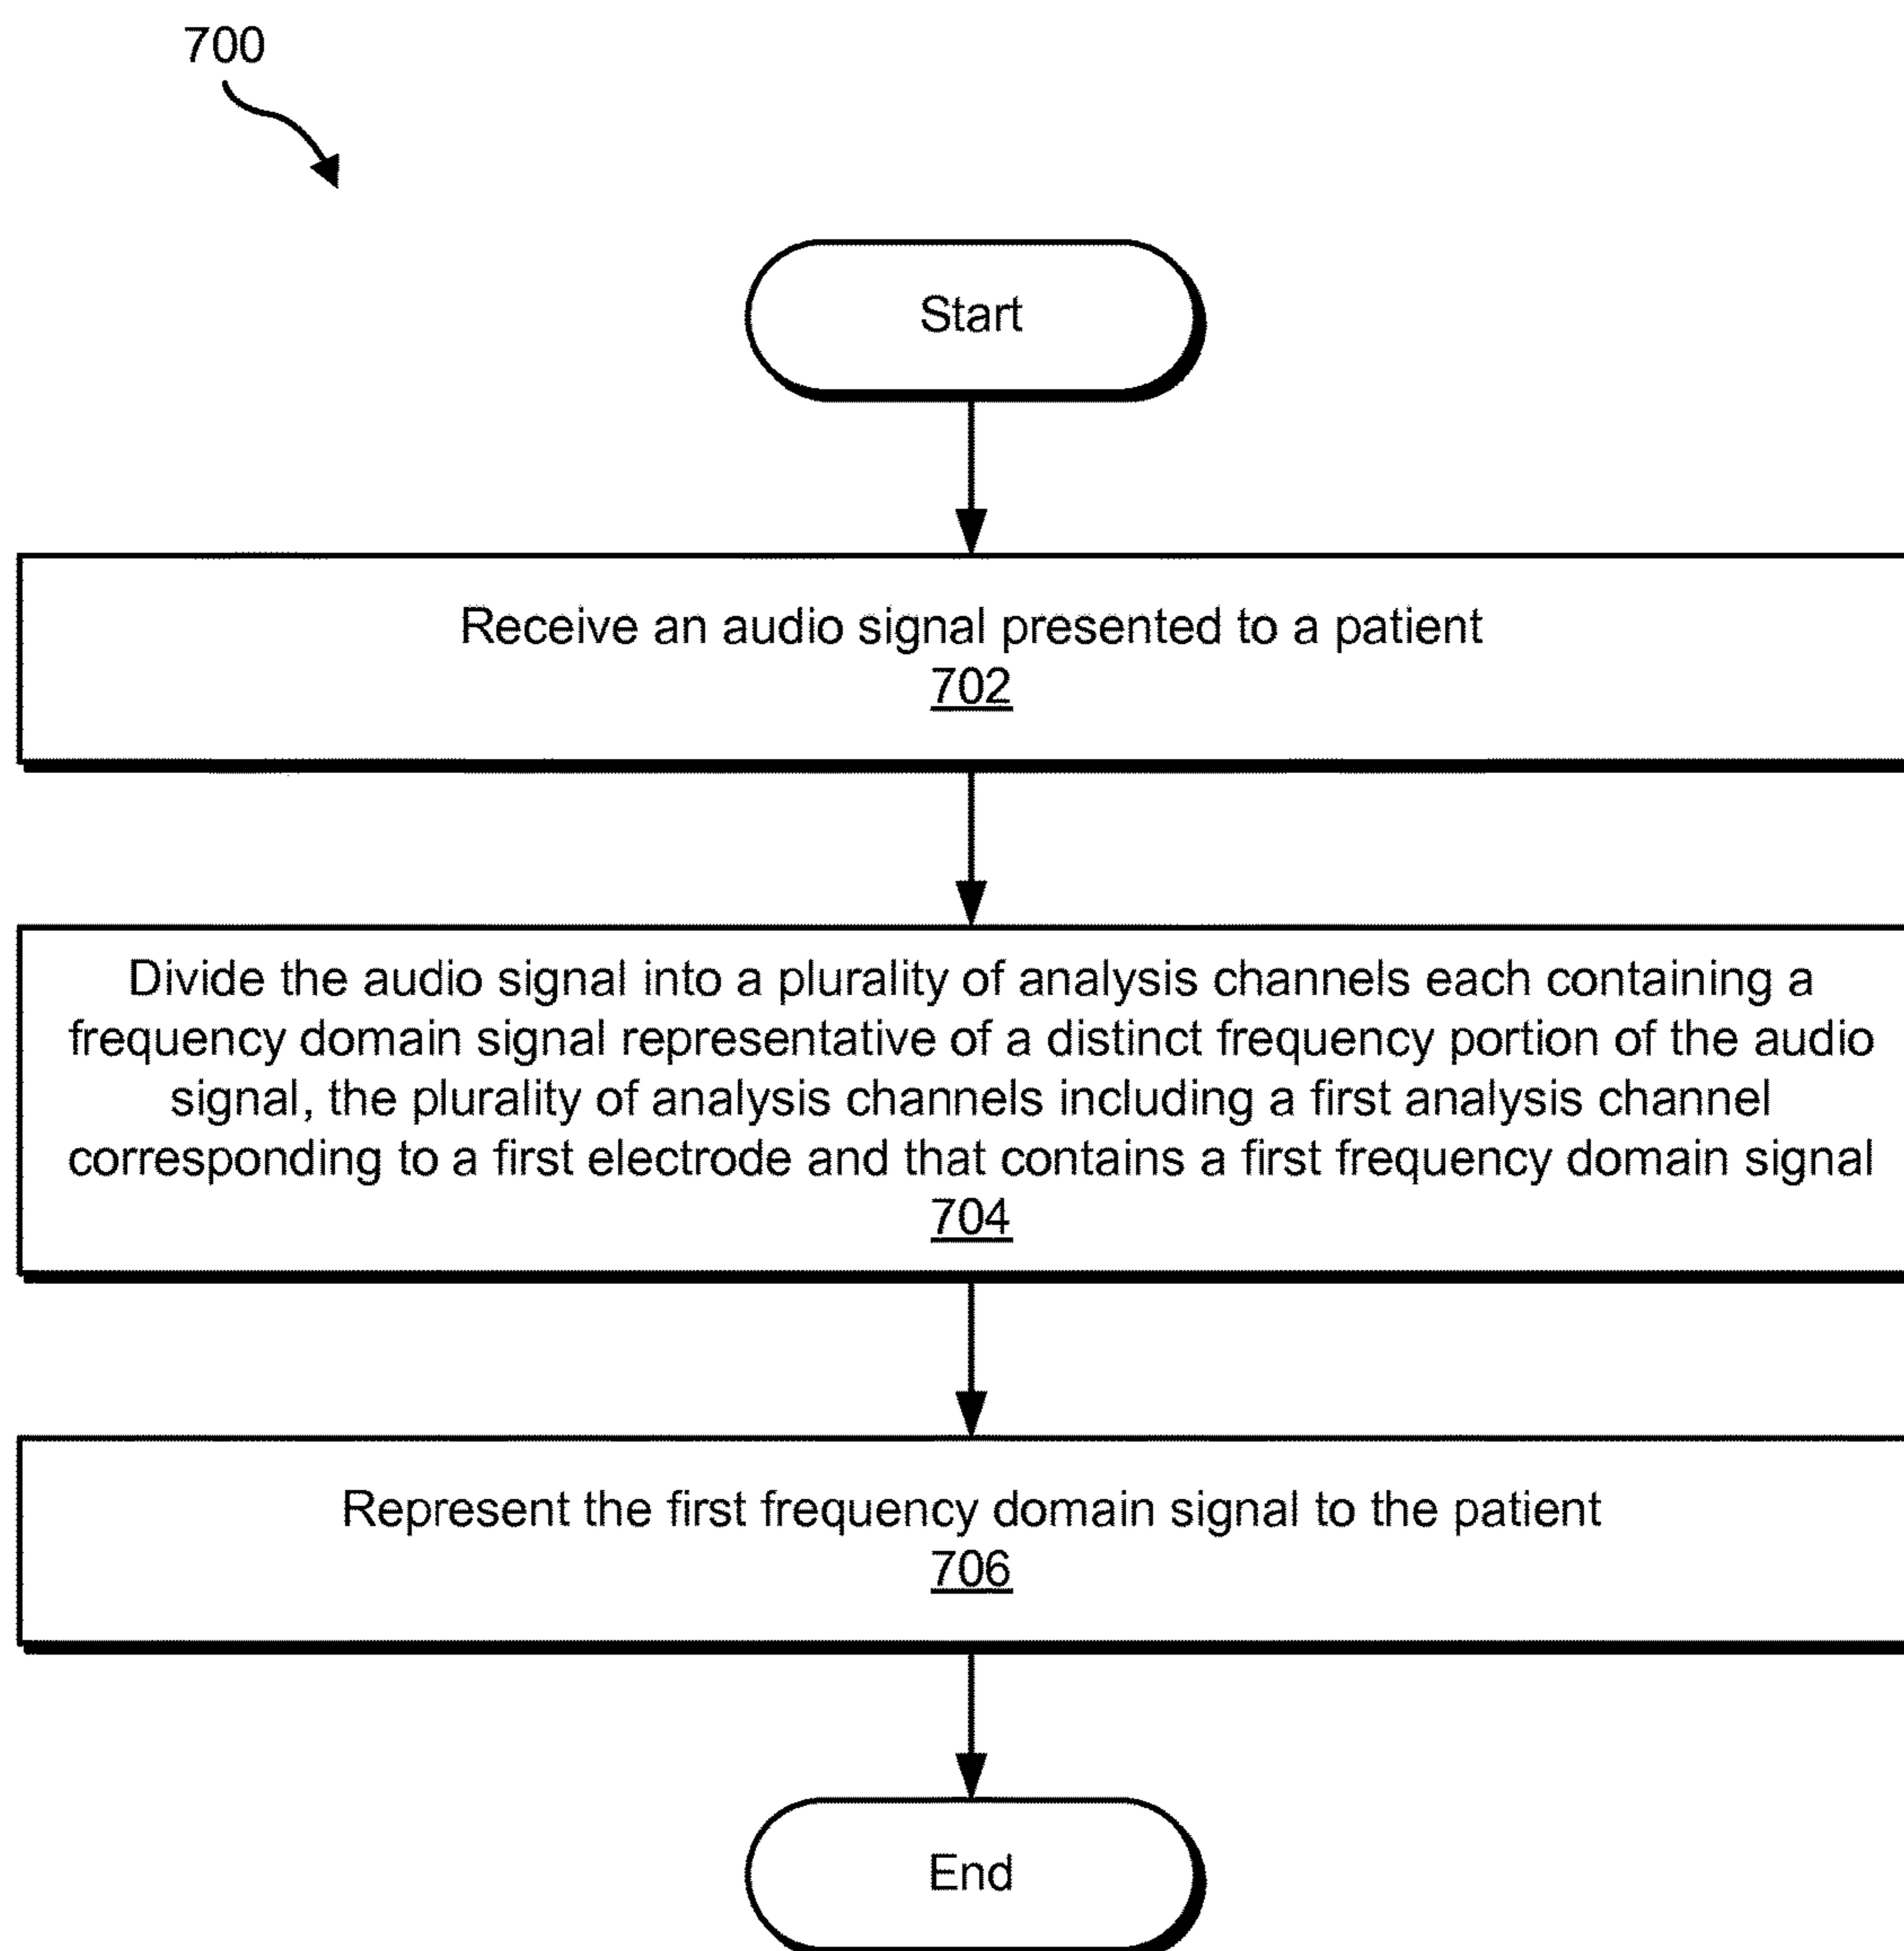 700
Start
Receive an audio signal presented to a patient
702
Divide the audio signal into a plurality of analysis channels each containing a
frequency domain signal representative of a distinct frequency portion of the audio
signal, the plurality of analysis channels including a first analysis channel
corresponding to a first electrode and that contains a first frequency domain signal
704
Represent the first frequency domain signal to the patient
706
End